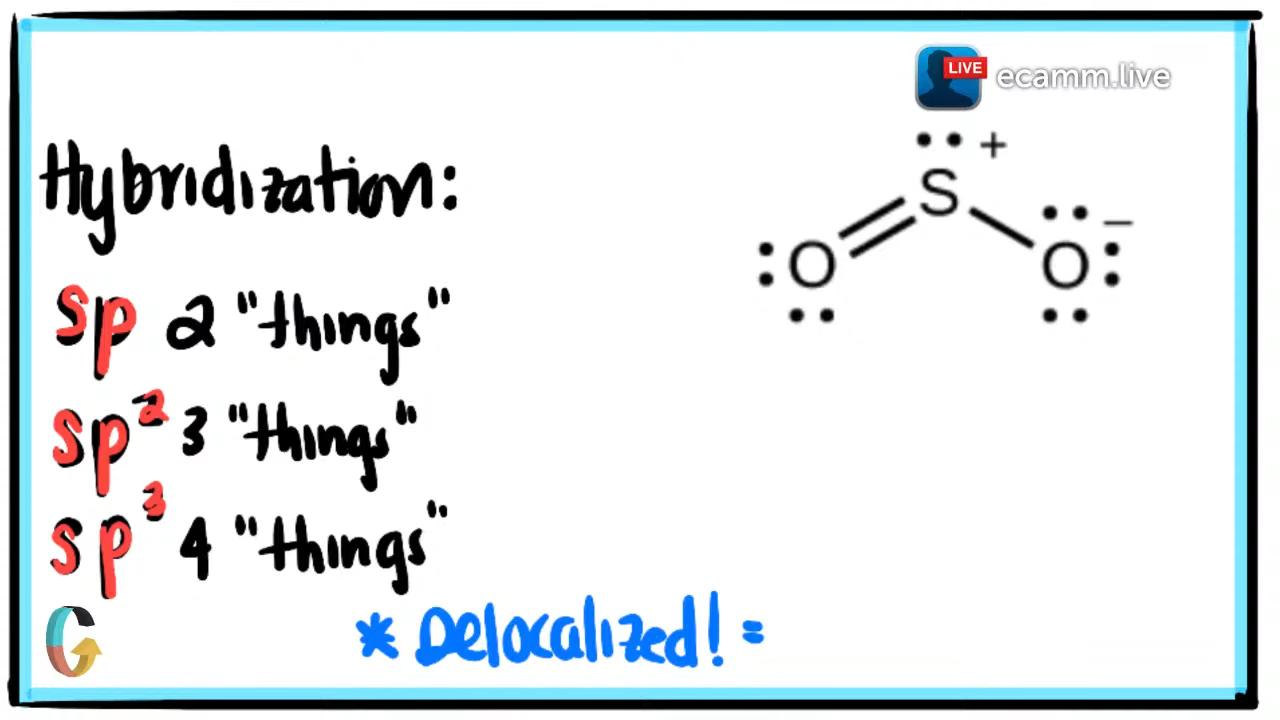 LIVE ecamm.live
Hybridization:
sp 2 "things"
sp² 3 "things"
sp³ 4 "things"
* Delocalized! =
S +
O O −